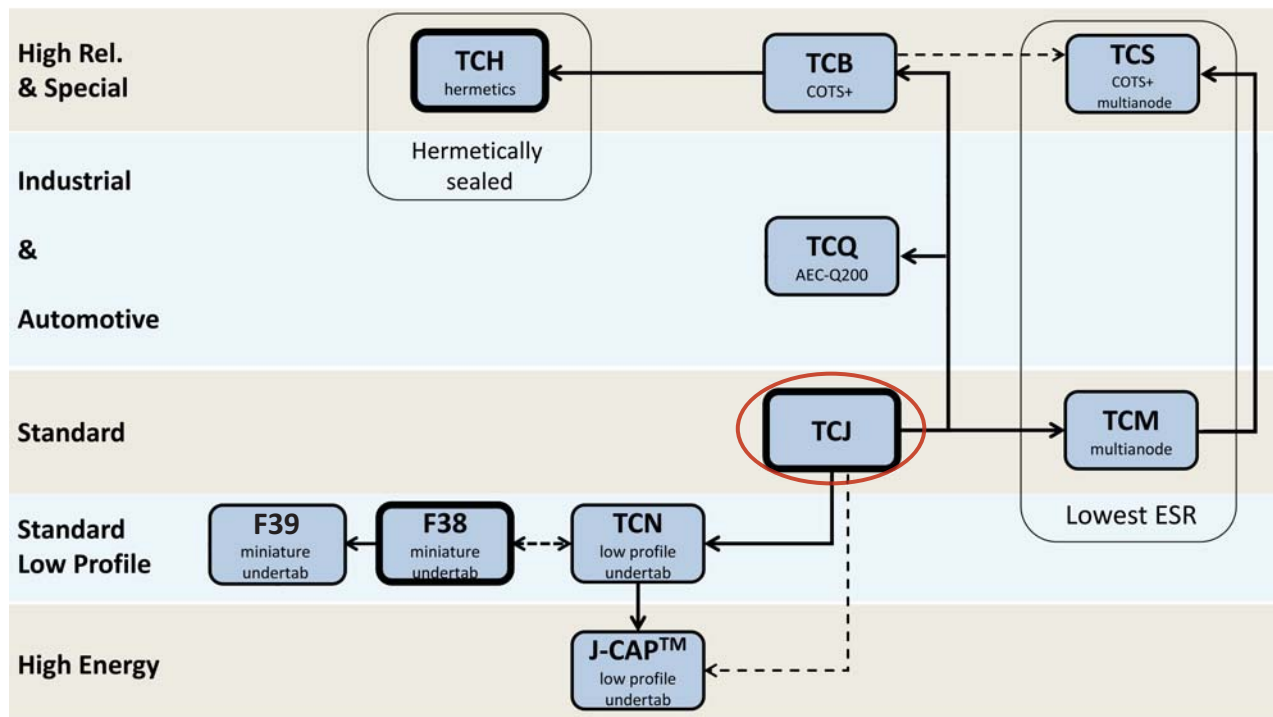 High Rel.
& Special
TCH
hermetics
Hermetically
sealed
TCB
COTS+
TCS
COTS+
multianode
Industrial
&
Automotive
TCQ
AEC-Q200
Standard
TCJ
TCM
multianode
Lowest ESR
Standard
Low Profile
F39
miniature
undertab
F38
miniature
undertab
TCN
low profile
undertab
High Energy
J-CAP™
low profile
undertab